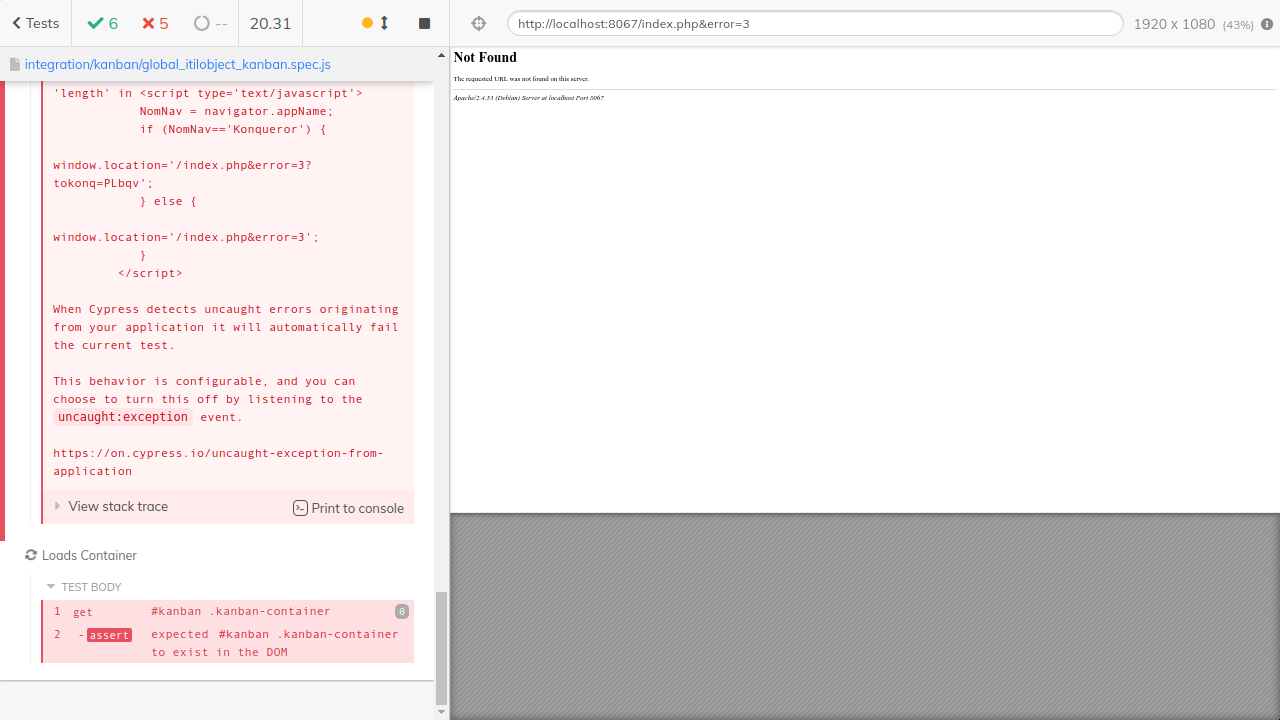 Tests 6 5 -- 20.31
integration/kanban/global_itilobject_kanban.spec.js
'length' in <script type='text/javascript'>
NomNav = navigator.appName;
if (NomNav=='Konqueror') {
window.location='/index.php&error=3?
tokonq=PLbqv';
} else {
window.location='/index.php&error=3';
}
</script>
When Cypress detects uncaught errors originating
from your application it will automatically fail
the current test.
This behavior is configurable, and you can
choose to turn this off by listening to the
uncaught:exception event.
https://on.cypress.io/uncaught-exception-from-
application
View stack trace Print to console
Loads Container
TEST BODY
1 get #kanban .kanban-container 0
2 -assert expected #kanban .kanban-container
to exist in the DOM
http://localhost:8067/index.php&error=3 1920 x 1080 (43%)
Not Found
The requested URL was not found on this server.
Apache/2.4.53 (Debian) Server at localhost Port 8067